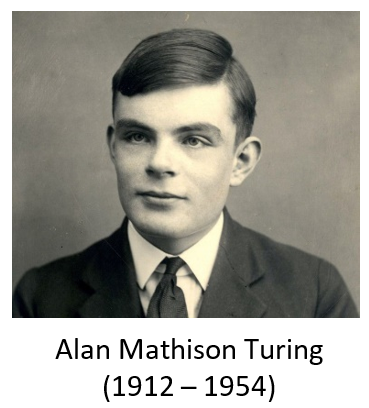 Alan Mathison Turing
(1912 – 1954)